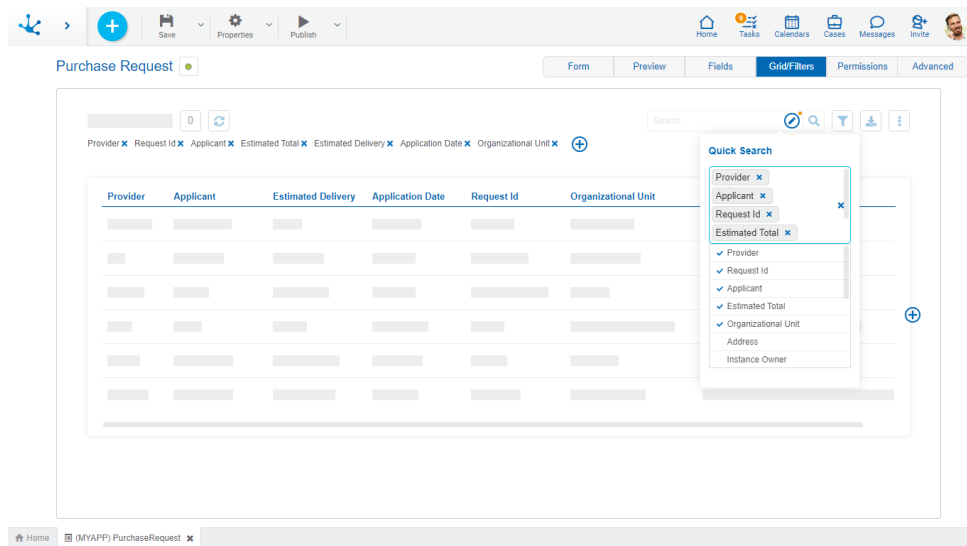 Save
Properties
Publish
Home
9
Tasks
Calendars
Cases
Messages
Invite
Purchase Request
Form
Preview
Fields
Grid/Filters
Permissions
Advanced
0
Search
Provider
Request Id
Applicant
Estimated Total
Estimated Delivery
Application Date
Organizational Unit
Quick Search
Provider
Applicant
Request Id
Estimated Total
Provider
Request Id
Applicant
Estimated Total
Organizational Unit
Address
Instance Owner
Provider
Applicant
Estimated Delivery
Application Date
Request Id
Organizational Unit
Home
(MYAPP) PurchaseRequest